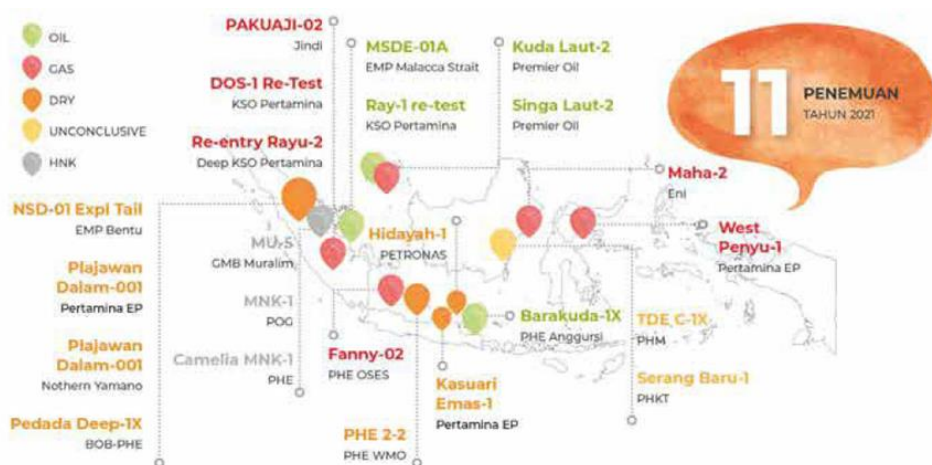 OIL
GAS
DRY
UNCONCLUSIVE
HNK
PAKUAJI-02
Jindi
DOS-1 Re-Test
KSO Pertamina
Re-entry Rayu-2
Deep KSO Pertamina
MSDE-01A
EMP Malacca Strait
Ray-1 re-test
KSO Pertamina
Kuda Laut-2
Premier Oil
Singa Laut-2
Premier Oil
11
PENEMUAN
TAHUN 2021
Maha-2
Eni
West
Penyu-1
Pertamina EP
NSD-01 Expl Tail
EMP Bentu
Plajawan
Dalam-001
Pertamina EP
Plajawan
Dalam-001
Nothern Yamano
Pedada Deep-1X
BOB-PHE
MU-S
GMB Muralim
MNK-1
POG
Camelia MNK-1
PHE
Hidayah-1
PETRONAS
Fanny-02
PHE OSES
PHE 2-2
PHE WMO
Kasuari
Emas-1
Pertamina EP
Barakuda-1X
PHE Anggursi
TDE C-1X
PHM
Serang Baru-1
PHKT